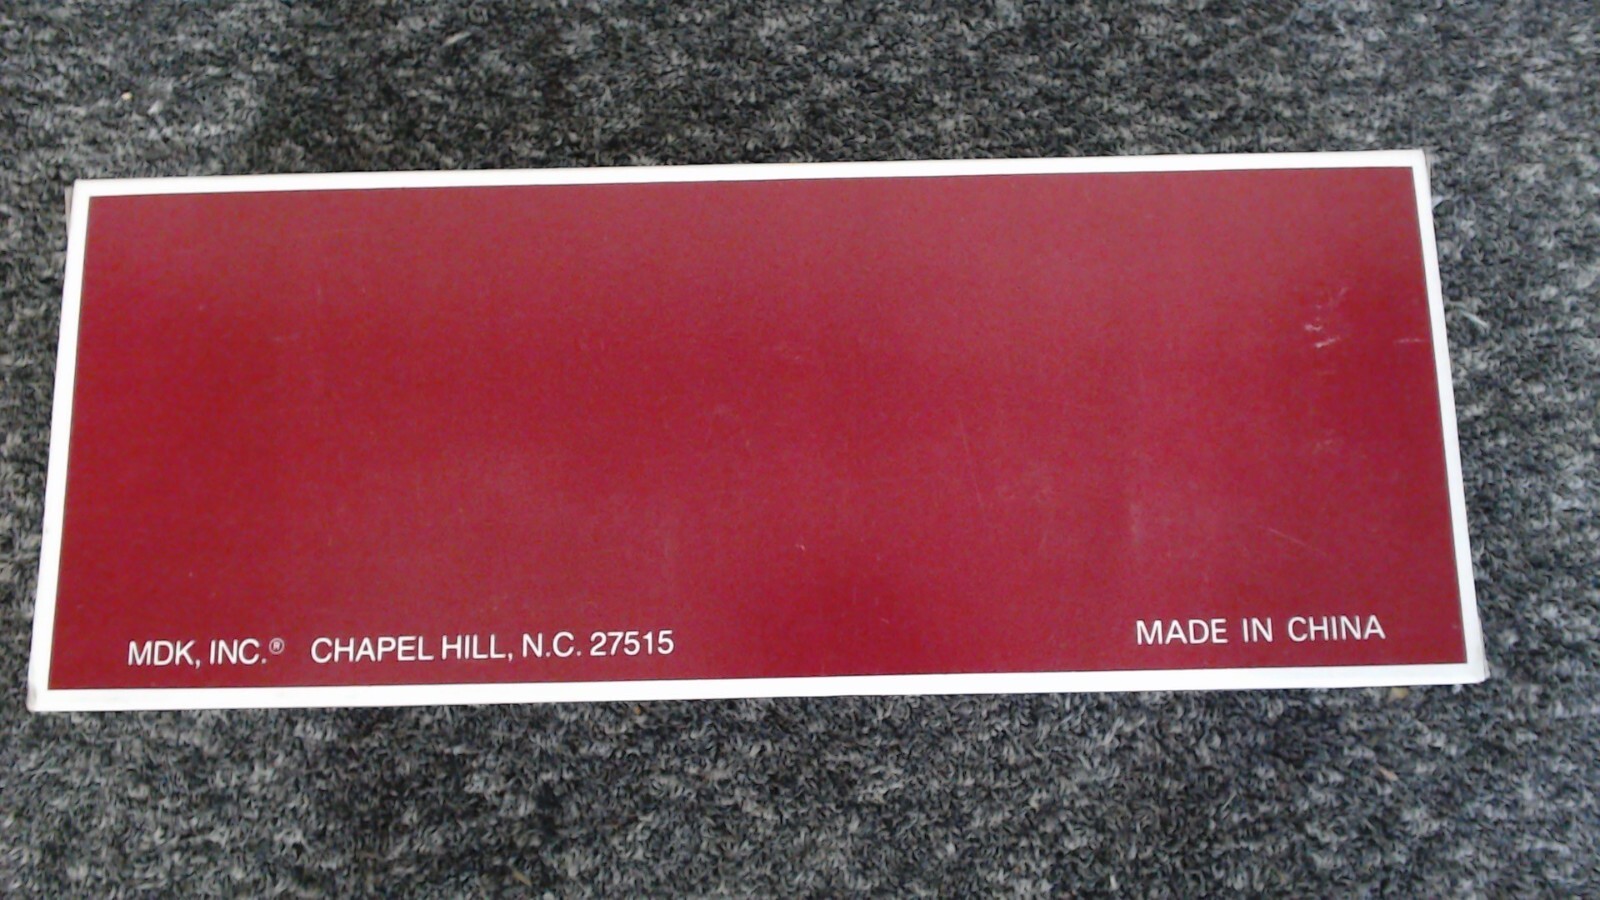 MDK, INC.® CHAPEL HILL, N.C. 27515
MADE IN CHINA